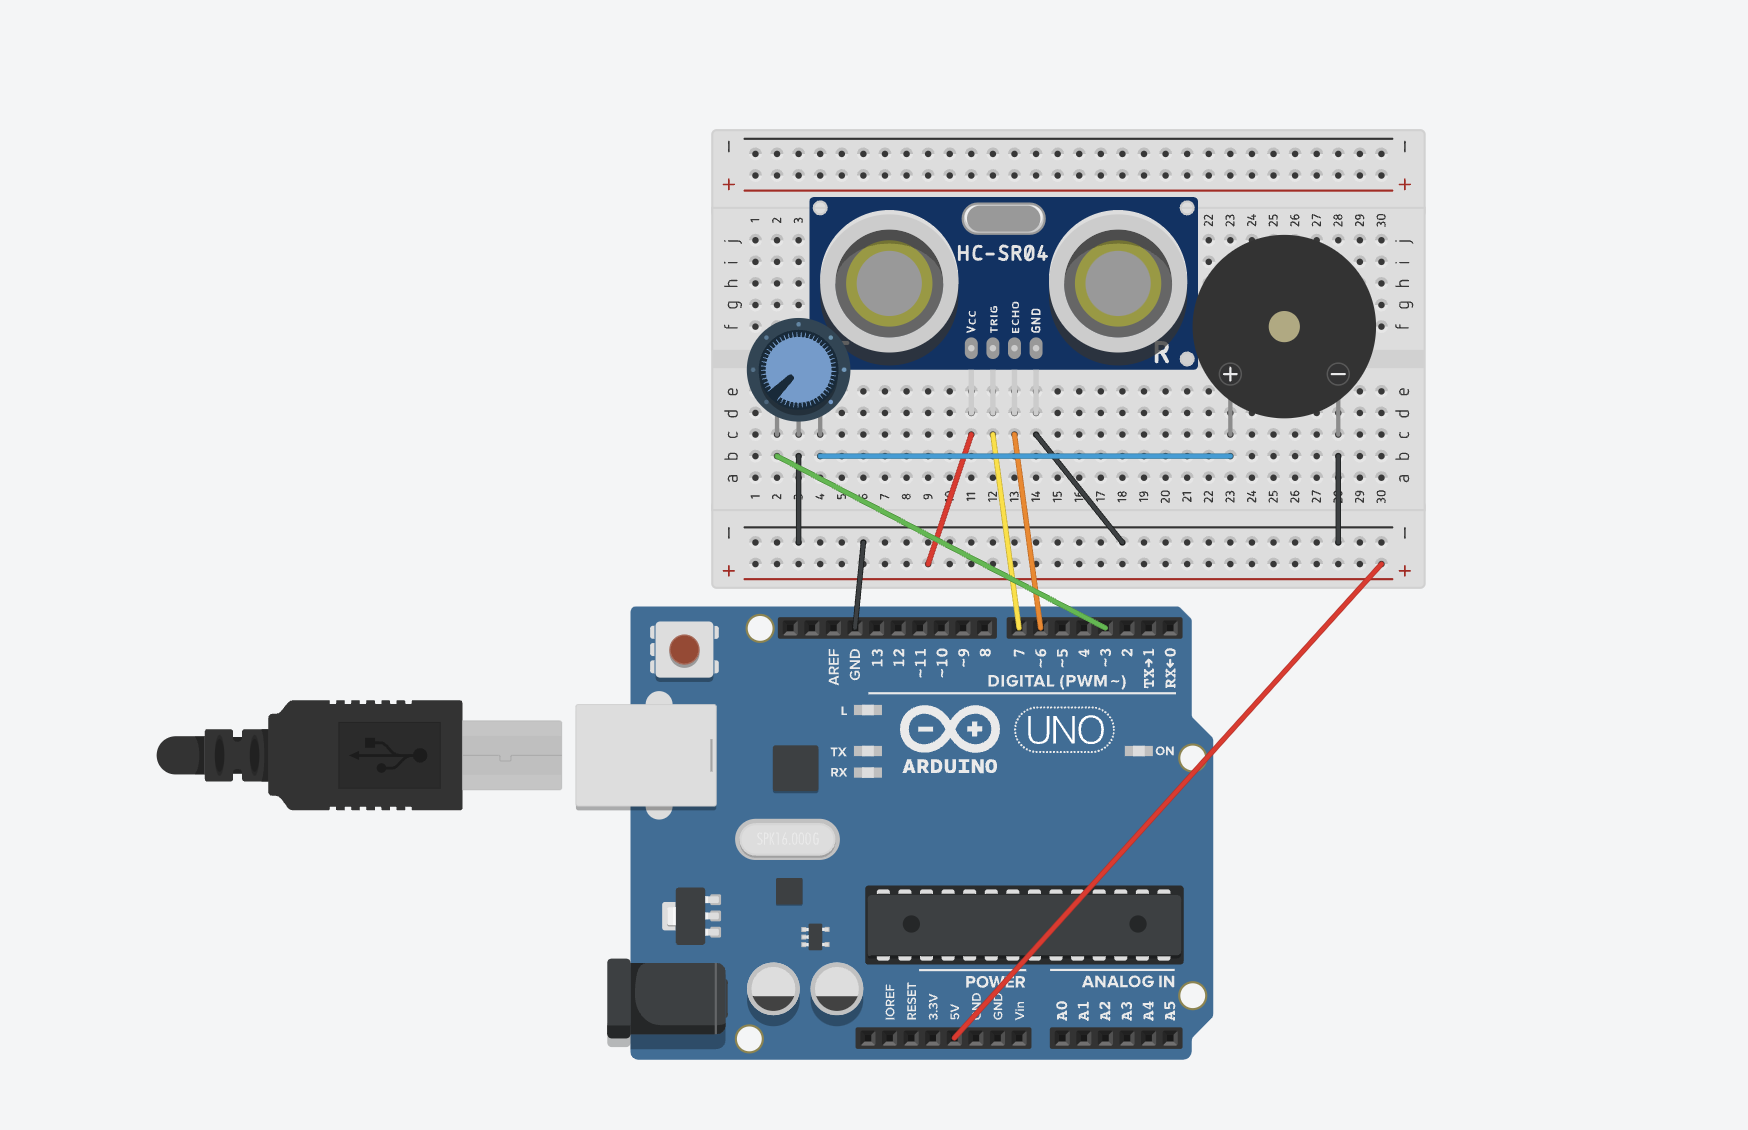 − −
+ +
1 2 3 22 23 24 25 26 27 28 29 30
j j
i i
h h
g g
f f
HC-SR04
Vcc TRIG ECHO GND
R
+ −
e e
d d
c c
b b
a a
1 2 3 4 5 6 7 8 9 10 11 12 13 14 15 16 17 18 19 20 21 22 23 24 25 26 27 28 29 30
− −
+ +
AREF GND 13 12 ~11 ~10 ~9 8 7 ~6 ~5 4 ~3 2 TX→1 RX←0
DIGITAL (PWM~)
L
TX
RX
ARDUINO
UNO
ON
SPK16.000G
POWER
ANALOG IN
IOREF RESET 3.3V 5V GND GND Vin A0 A1 A2 A3 A4 A5